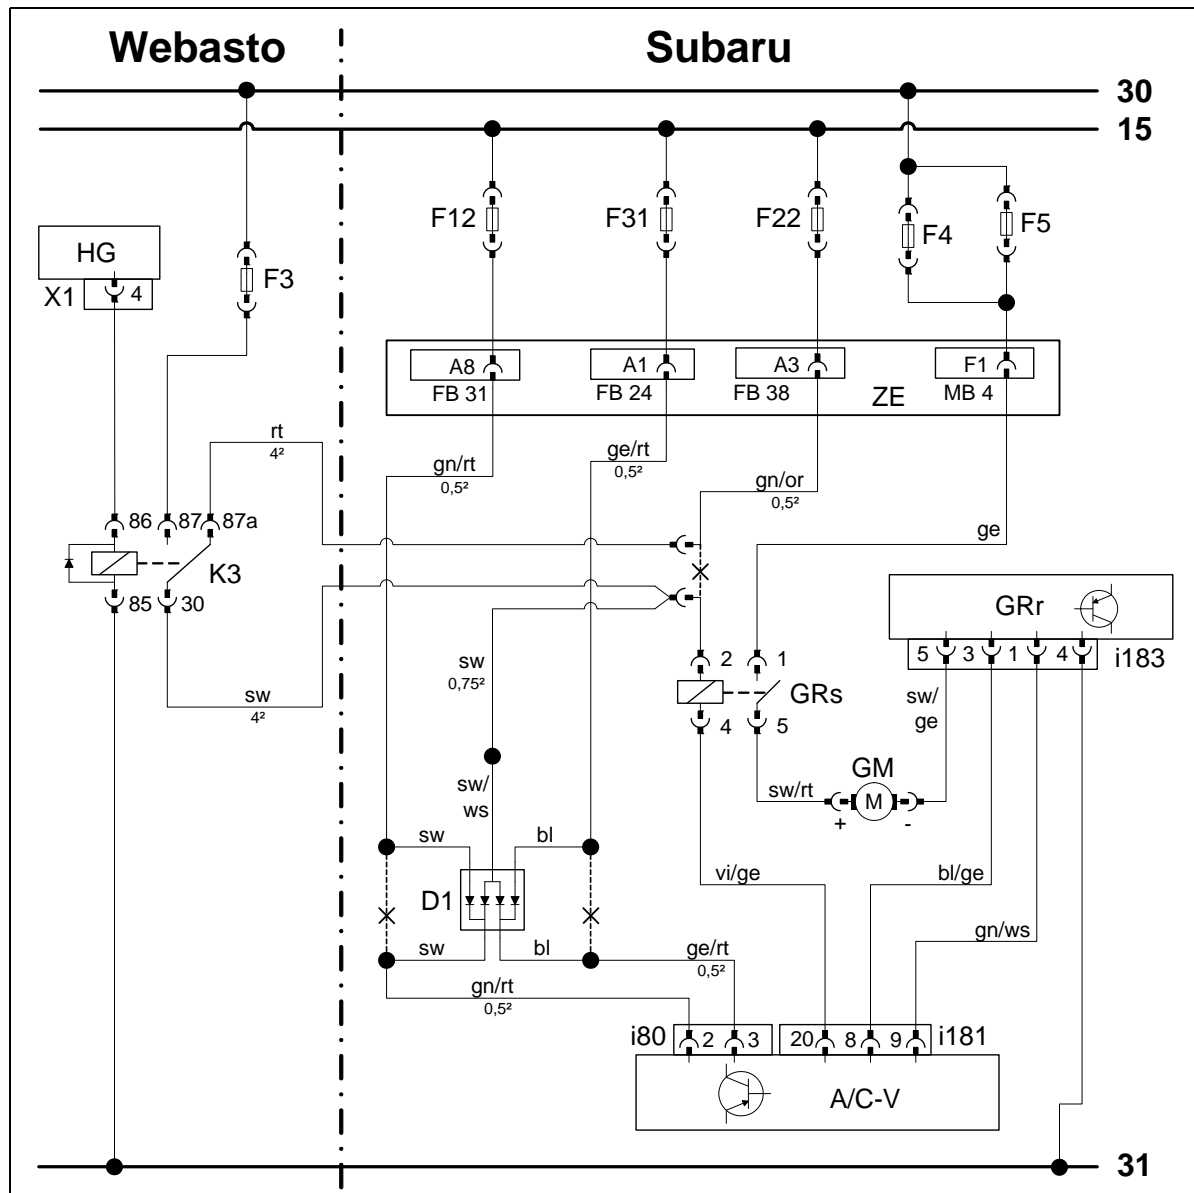 Webasto Subaru
30
15
F12 F31 F22 F4 F5
HG
X1 4
F3
A8 A1 A3 F1
FB 31 FB 24 FB 38 ZE MB 4
rt
4²
gn/rt
0,5²
ge/rt
0,5²
gn/or
0,5²
ge
86 87 87a
K3
85 30
GRr
5 3 1 4 i183
sw
4²
sw
0,75²
2 1
GRs
4 5
sw/
ge
GM
sw/rt M
+ -
sw/
ws
sw bl
D1
vi/ge bl/ge
gn/ws
sw bl ge/rt
0,5²
gn/rt
0,5²
i80 2 3 20 8 9 i181
A/C-V
31